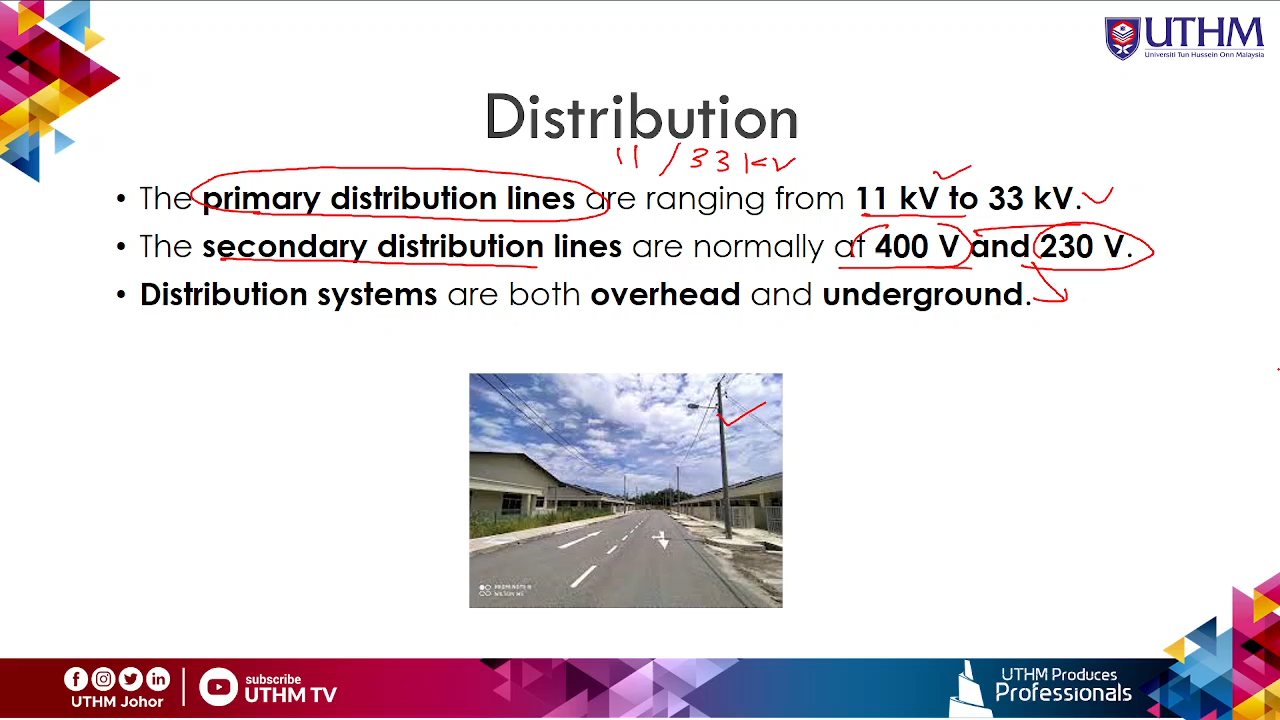 UTHM
Universiti Tun Hussein Onn Malaysia
Distribution
11 / 33 kV
• The primary distribution lines are ranging from 11 kV to 33 kV.
• The secondary distribution lines are normally at 400 V and 230 V.
• Distribution systems are both overhead and underground.
UTHM Johor
subscribe
UTHM TV
UTHM Produces
Professionals